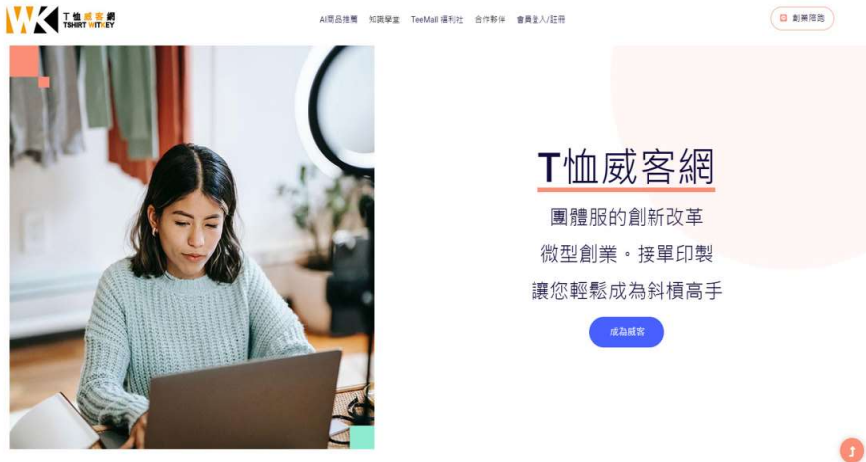 T恤威客網
TSHIRT WITKEY
AI商品推薦 知識學堂 TeeMall 福利社 合作夥伴 會員登入/註冊
創業陪跑
T恤威客網
團體服的創新改革
微型創業。接單印製
讓您輕鬆成為斜槓高手
成為威客